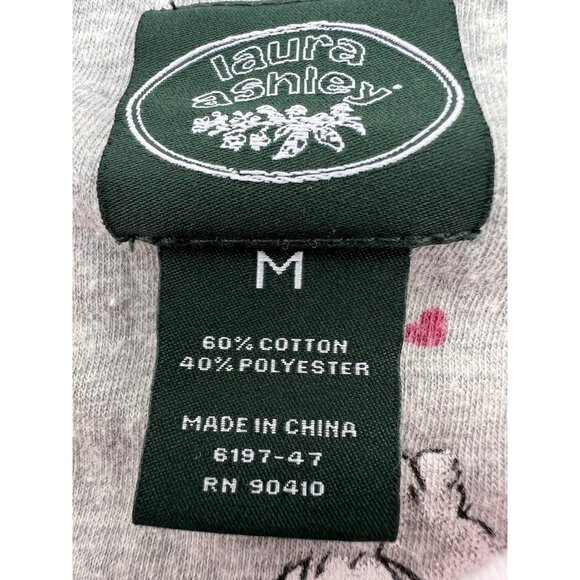 laura
ashley
M
60% COTTON
40% POLYESTER
MADE IN CHINA
6197-47
RN 90410